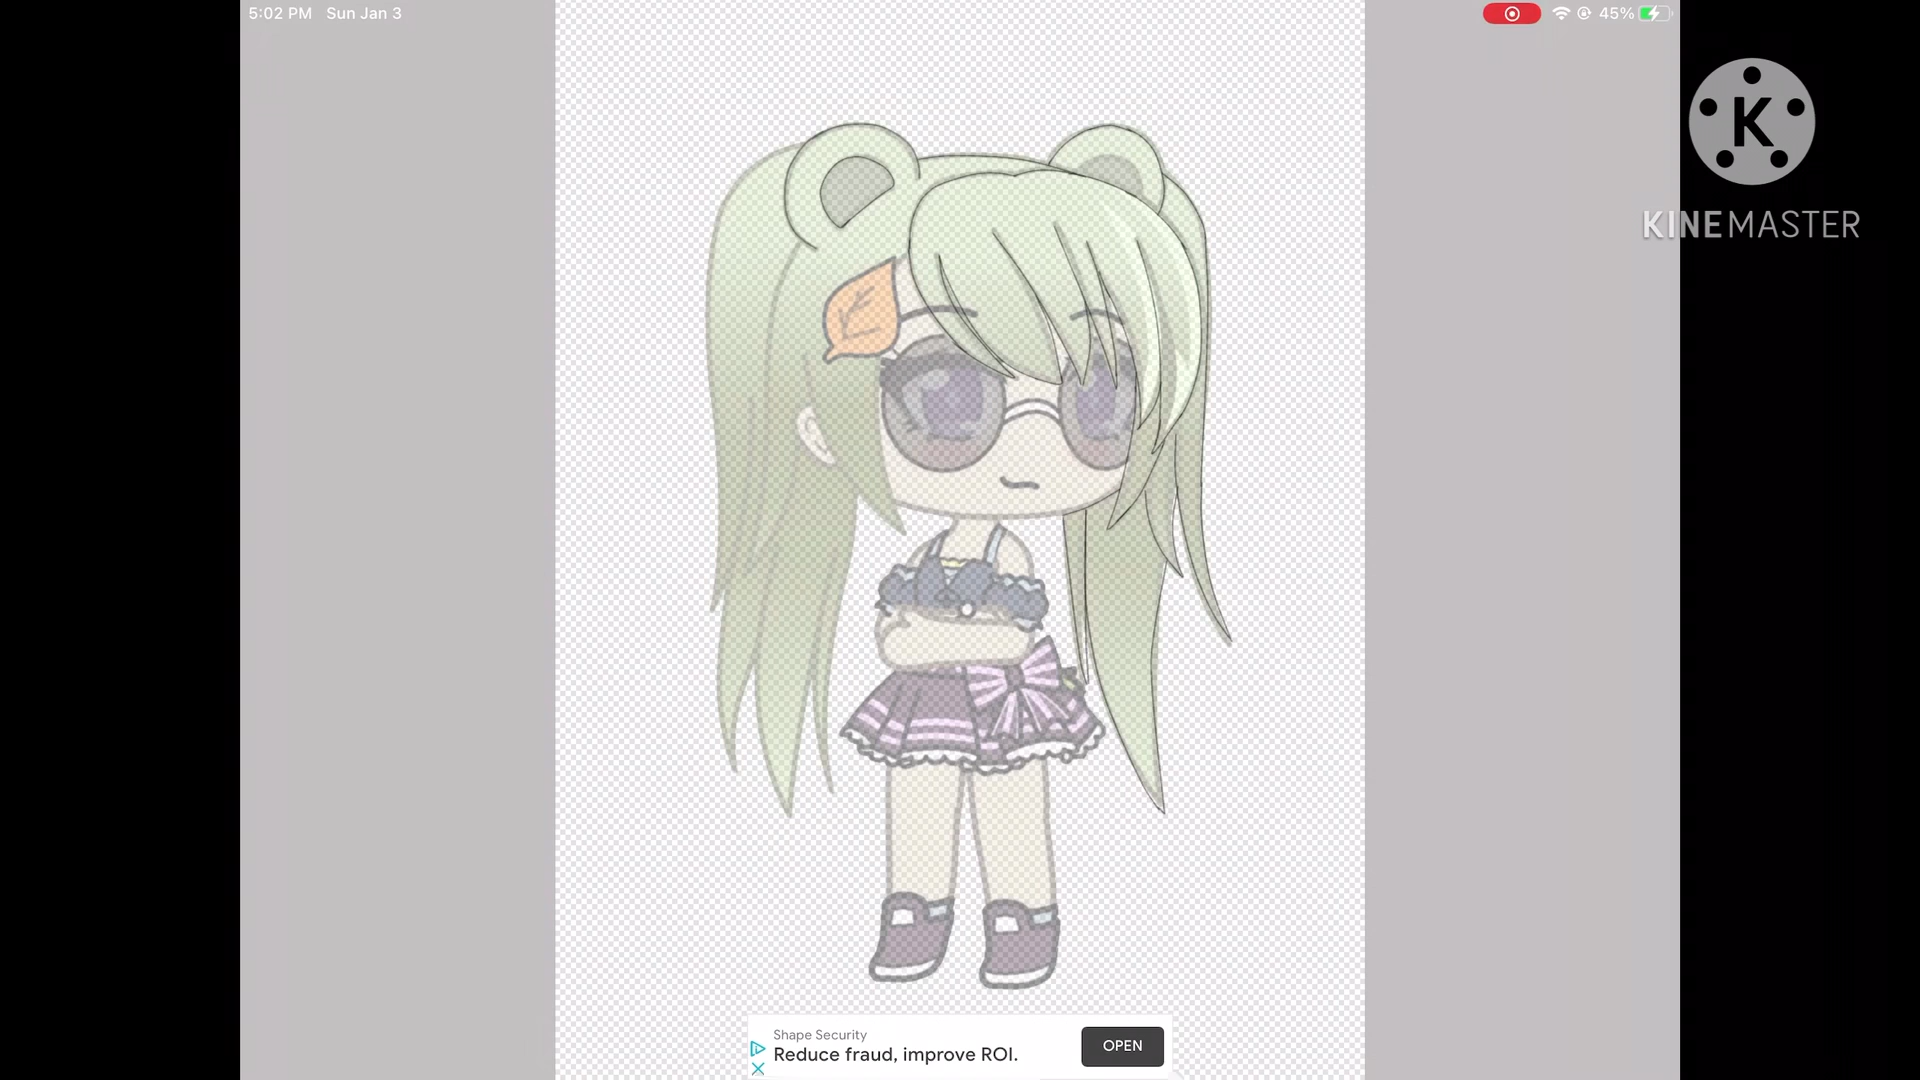 5:02 PM Sun Jan 3
45%
K
KINEMASTER
Shape Security
Reduce fraud, improve ROI.
OPEN